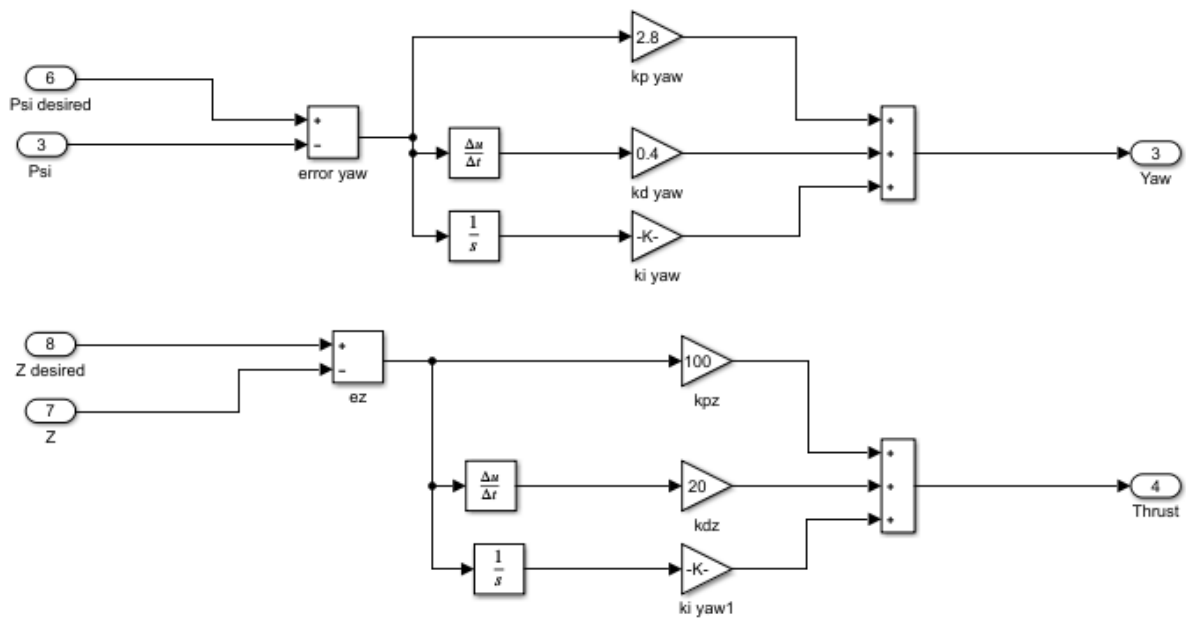 2.8
kp yaw
6
Psi desired
+
3
−
Psi
error yaw
Δu
Δt
0.4
kd yaw
1
s
-K-
ki yaw
+
+
+
3
Yaw
8
Z desired
+
7
−
Z
ez
100
kpz
Δu
Δt
20
kdz
1
s
-K-
ki yaw1
+
+
+
4
Thrust